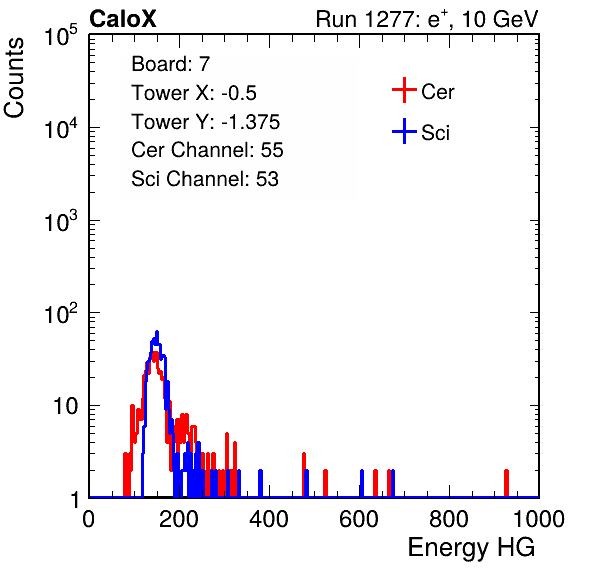 CaloX Run 1277: e⁺, 10 GeV
Counts
Board: 7
Tower X: -0.5
Tower Y: -1.375
Cer Channel: 55
Sci Channel: 53
Cer
Sci
10⁵
10⁴
10³
10²
10
1
0 200 400 600 800 1000
Energy HG